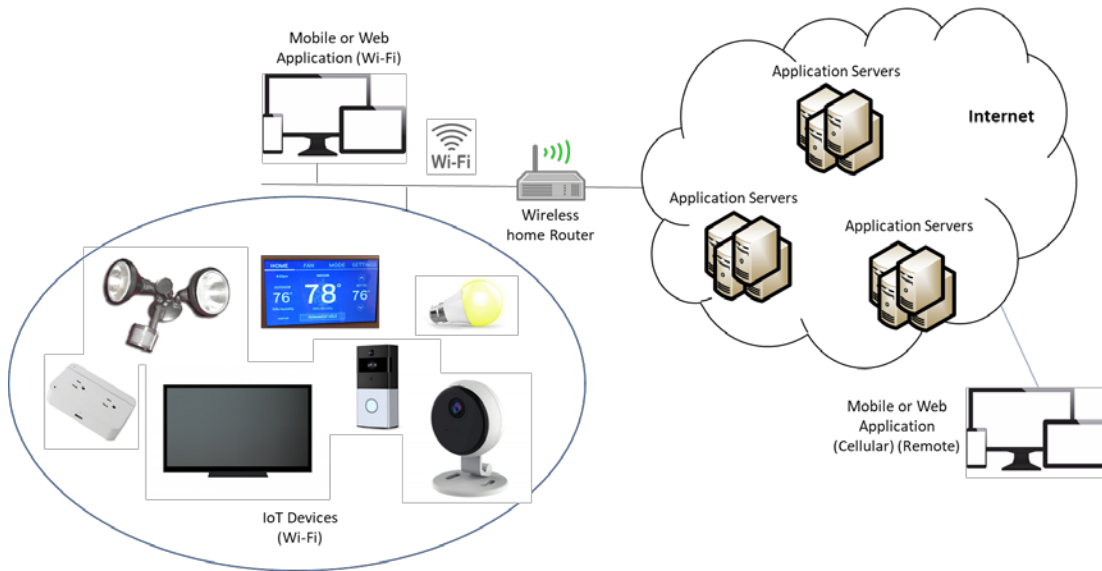 Mobile or Web
Application (Wi-Fi)
Wi-Fi
Wireless
home Router
Application Servers
Internet
Application Servers
Application Servers
HOME FAN MODE SETTINGS
76°
78°
76°
IoT Devices
(Wi-Fi)
Mobile or Web
Application
(Cellular) (Remote)